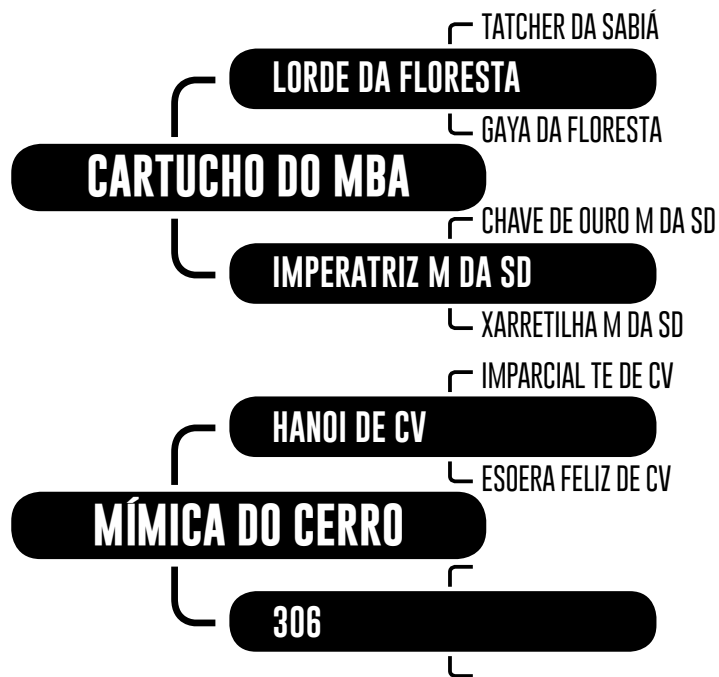 TATCHER DA SABIÁ
LORDE DA FLORESTA
GAYA DA FLORESTA
CARTUCHO DO MBA
CHAVE DE OURO M DA SD
IMPERATRIZ M DA SD
XARRETILHA M DA SD
IMPARCIAL TE DE CV
HANOI DE CV
ESOERA FELIZ DE CV
MÍMICA DO CERRO
306